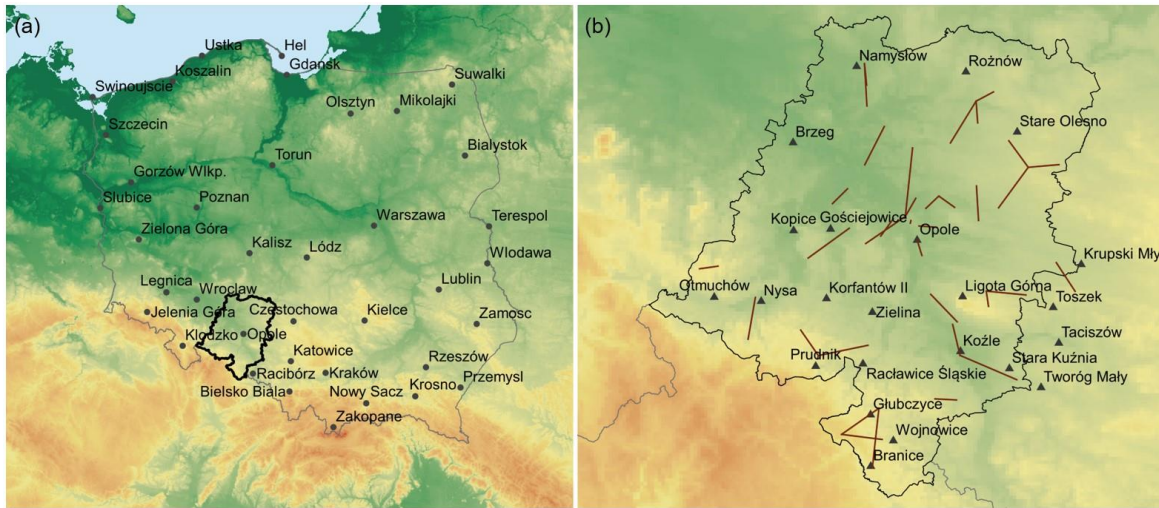 (a)
Ustka
Hel
Gdańsk
Koszalin
Swinoujscie
Suwalki
Olsztyn
Mikolajki
Szczecin
Bialystok
Torun
Gorzów Wlkp.
Slubice
Poznan
Warszawa
Terespol
Zielona Góra
Kalisz
Lódz
Wlodawa
Legnica
Wroclaw
Lublin
Jelenia Góra
Częstochowa
Kielce
Zamosc
Klodzko
Opole
Katowice
Racibórz
Kraków
Rzeszów
Bielsko Biala
Nowy Sacz
Krosno
Przemysl
Zakopane
(b)
Namysłów
Rożnów
Stare Olesno
Brzeg
Kopice
Gościejowice
Opole
Krupski Mły
Otmuchów
Nysa
Korfantów II
Ligota Górna
Toszek
Zielina
Taciszów
Koźle
Prudnik
Racławice Śląskie
Stara Kuźnia
Tworóg Mały
Głubczyce
Wojnowice
Branice